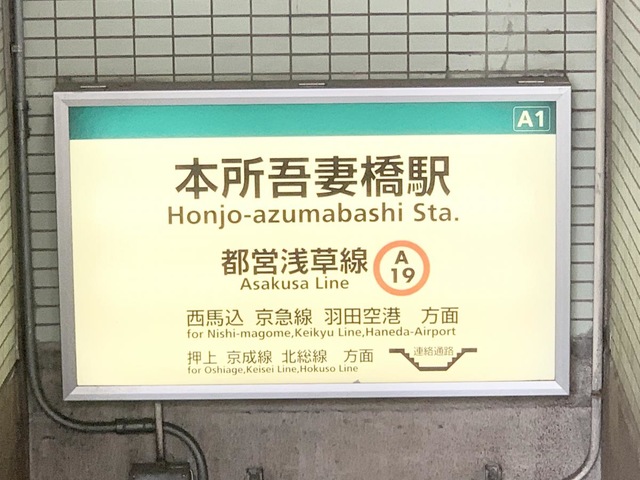 A1
本所吾妻橋駅
Honjo-azumabashi Sta.
都営浅草線
Asakusa Line
A
19
西馬込 京急線 羽田空港 方面
for Nishi-magome,Keikyu Line,Haneda-Airport
押上 京成線 北総線 方面
for Oshiage,Keisei Line,Hokuso Line
連絡通路